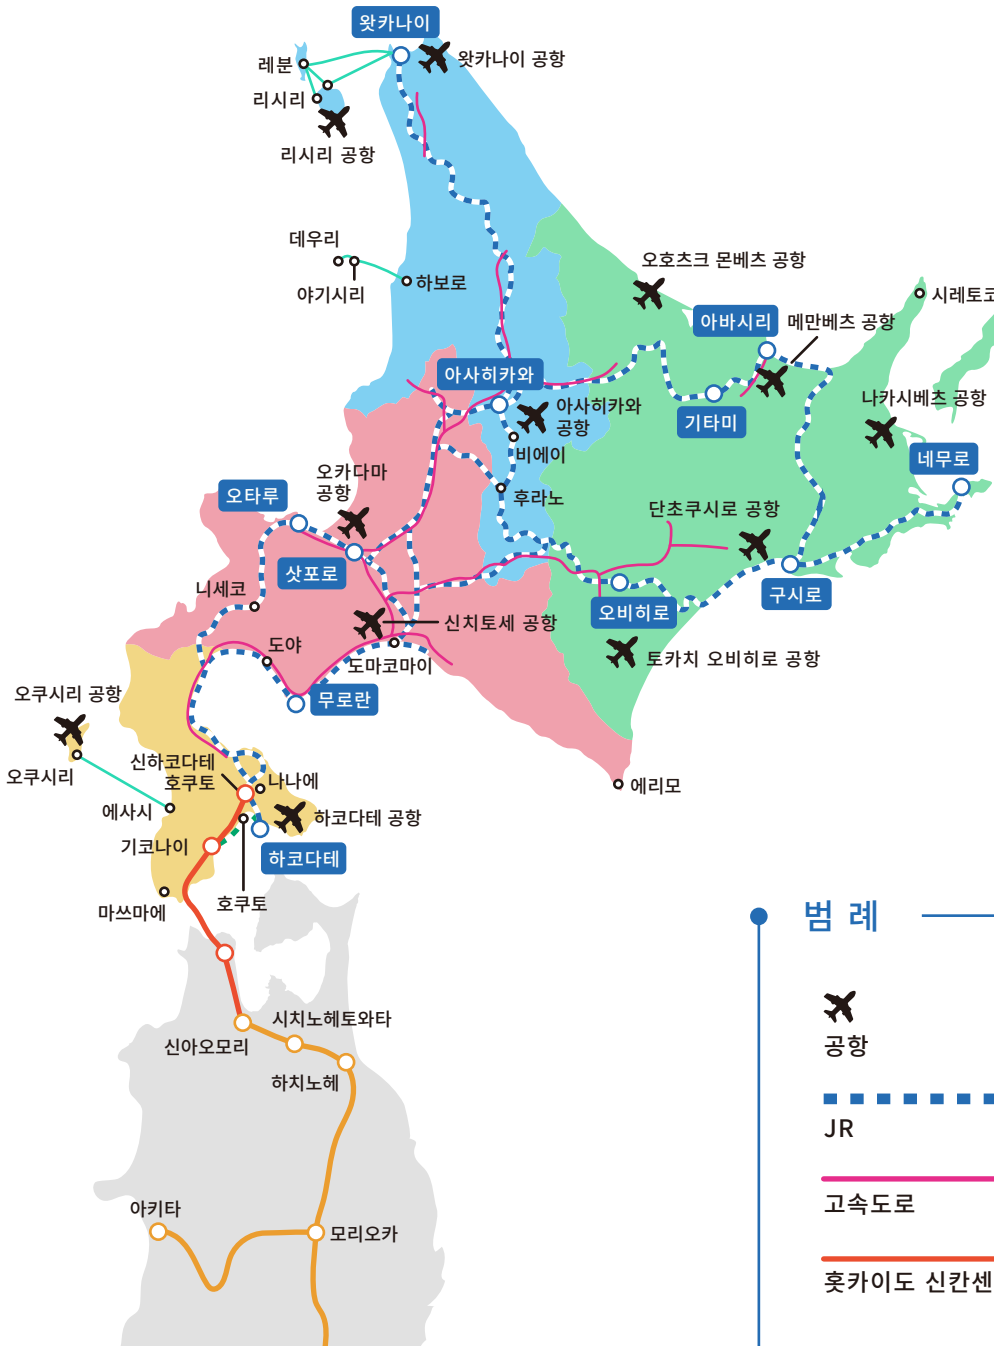 왓카나이
왓카나이 공항
레분
리시리
리시리 공항
데우리
야기시리
하보로
오호츠크 몬베츠 공항
아바시리
메만베츠 공항
시레토코
아사히카와
아사히카와
공항
기타미
나카시베츠 공항
네무로
비에이
후라노
오카다마
공항
오타루
삿포로
단초쿠시로 공항
구시로
니세코
신치토세 공항
오비히로
도야
도마코마이
토카치 오비히로 공항
무로란
오쿠시리 공항
오쿠시리
신하코다테
호쿠토
나나에
에리모
에사시
하코다테 공항
기코나이
하코다테
마쓰마에
호쿠토
신아오모리
시치노헤토와타
하치노헤
아키타
모리오카
범 례
공항
JR
고속도로
홋카이도 신칸센